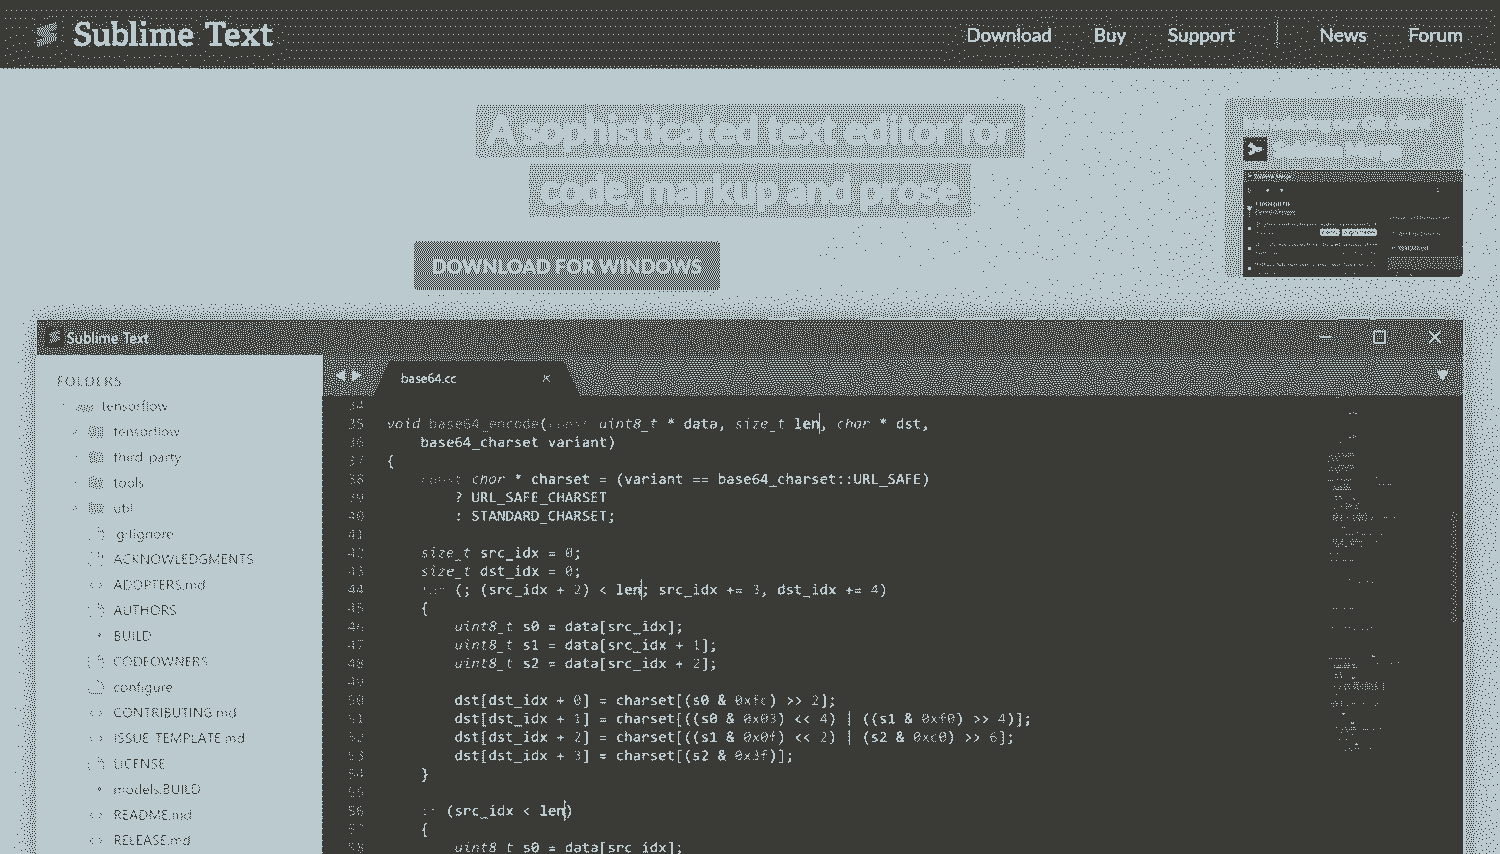 Sublime Text
Download Buy Support News Forum
A sophisticated text editor for
code, markup and prose
DOWNLOAD FOR WINDOWS
Sublime Text
FOLDERS
tensorflow
tensorflow
third_party
tools
util
.gitignore
ACKNOWLEDGMENTS
ADOPTERS.md
AUTHORS
BUILD
CODEOWNERS
configure
CONTRIBUTING.md
ISSUE_TEMPLATE.md
LICENSE
models.BUILD
README.md
RELEASE.md
base64.cc
34
35 void base64_encode(const uint8_t * data, size_t len, char * dst,
36 base64_charset variant)
37 {
38 const char * charset = (variant == base64_charset::URL_SAFE)
39 ? URL_SAFE_CHARSET
40 : STANDARD_CHARSET;
41
42 size_t src_idx = 0;
43 size_t dst_idx = 0;
44 for (; (src_idx + 2) < len; src_idx += 3, dst_idx += 4)
45 {
46 uint8_t s0 = data[src_idx];
47 uint8_t s1 = data[src_idx + 1];
48 uint8_t s2 = data[src_idx + 2];
49
50 dst[dst_idx + 0] = charset[(s0 & 0xfc) >> 2];
51 dst[dst_idx + 1] = charset[((s0 & 0x03) << 4) | ((s1 & 0xf0) >> 4)];
52 dst[dst_idx + 2] = charset[((s1 & 0x0f) << 2) | (s2 & 0xc0) >> 6];
53 dst[dst_idx + 3] = charset[(s2 & 0x3f)];
54 }
55
56 if (src_idx < len)
57 {
58 uint8_t s0 = data[src_idx];